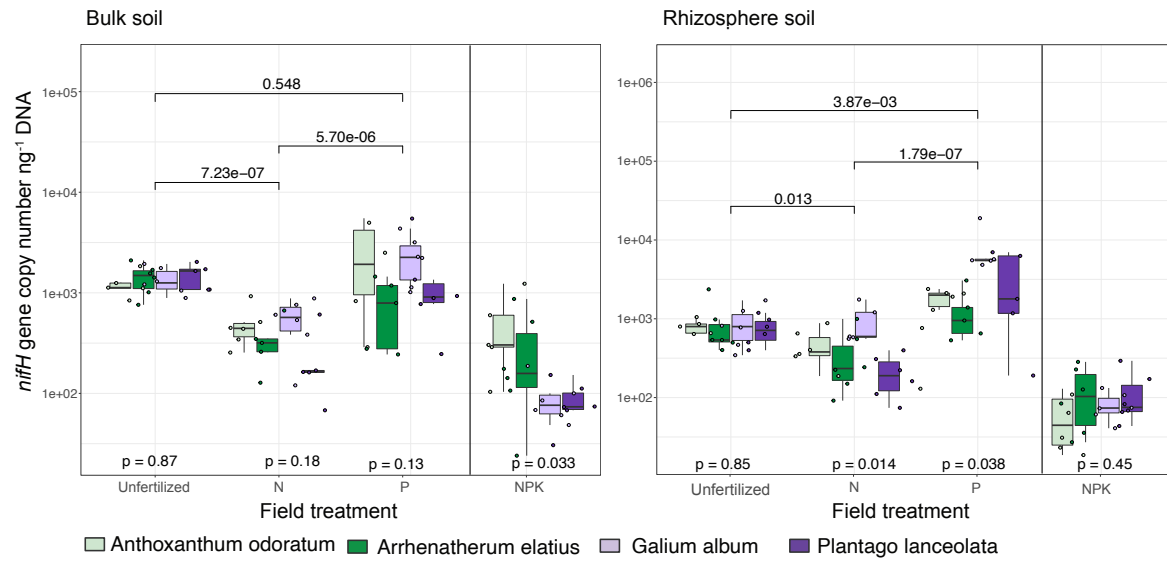 Bulk soil
Rhizosphere soil
nifH gene copy number ng⁻¹ DNA
1e+05
1e+04
1e+03
1e+02
0.548
5.70e-06
7.23e−07
p = 0.87
p = 0.18
p = 0.13
p = 0.033
Unfertilized
N
P
NPK
Field treatment
1e+06
1e+05
1e+04
1e+03
1e+02
3.87e−03
1.79e−07
0.013
p = 0.85
p = 0.014
p = 0.038
p = 0.45
Unfertilized
N
P
NPK
Field treatment
Anthoxanthum odoratum
Arrhenatherum elatius
Galium album
Plantago lanceolata